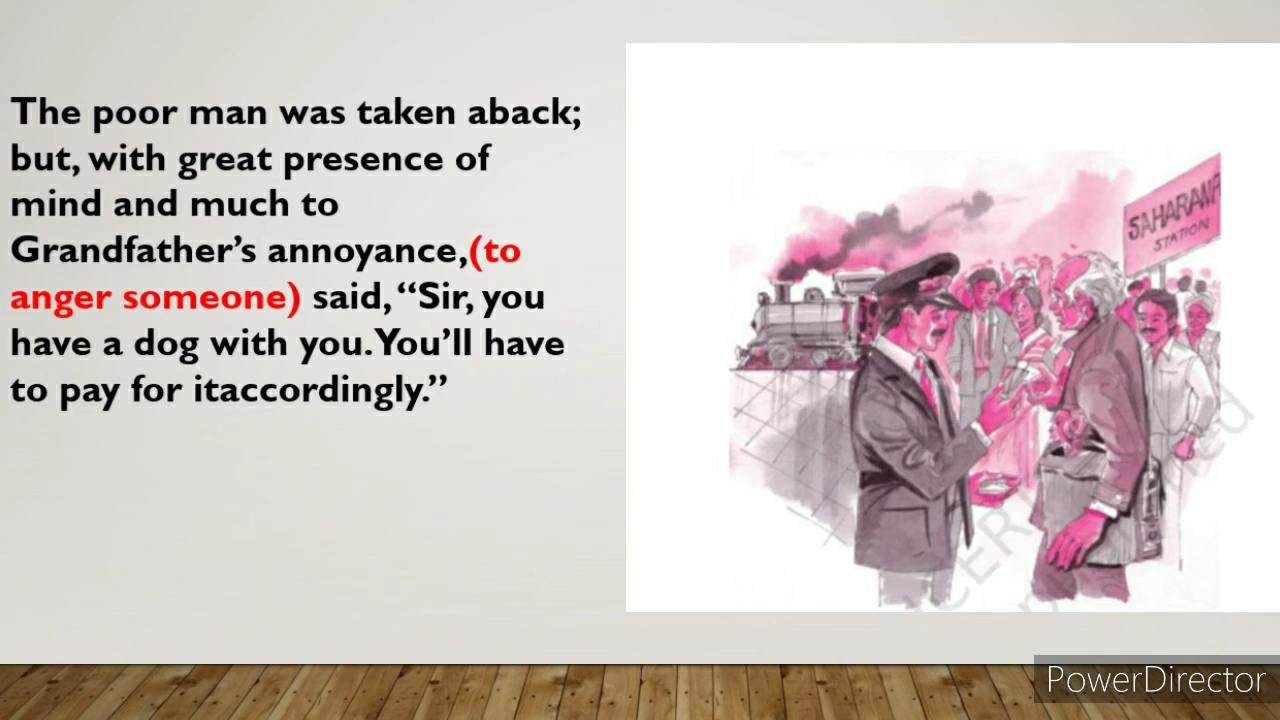 The poor man was taken aback;
but, with great presence of
mind and much to
Grandfather’s annoyance,(to
anger someone) said, “Sir, you
have a dog with you. You’ll have
to pay for itaccordingly.”
SAHARANP
STATION
PowerDirector